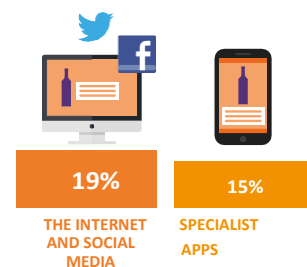 19%
15%
THE INTERNET
AND SOCIAL
MEDIA
SPECIALIST
APPS